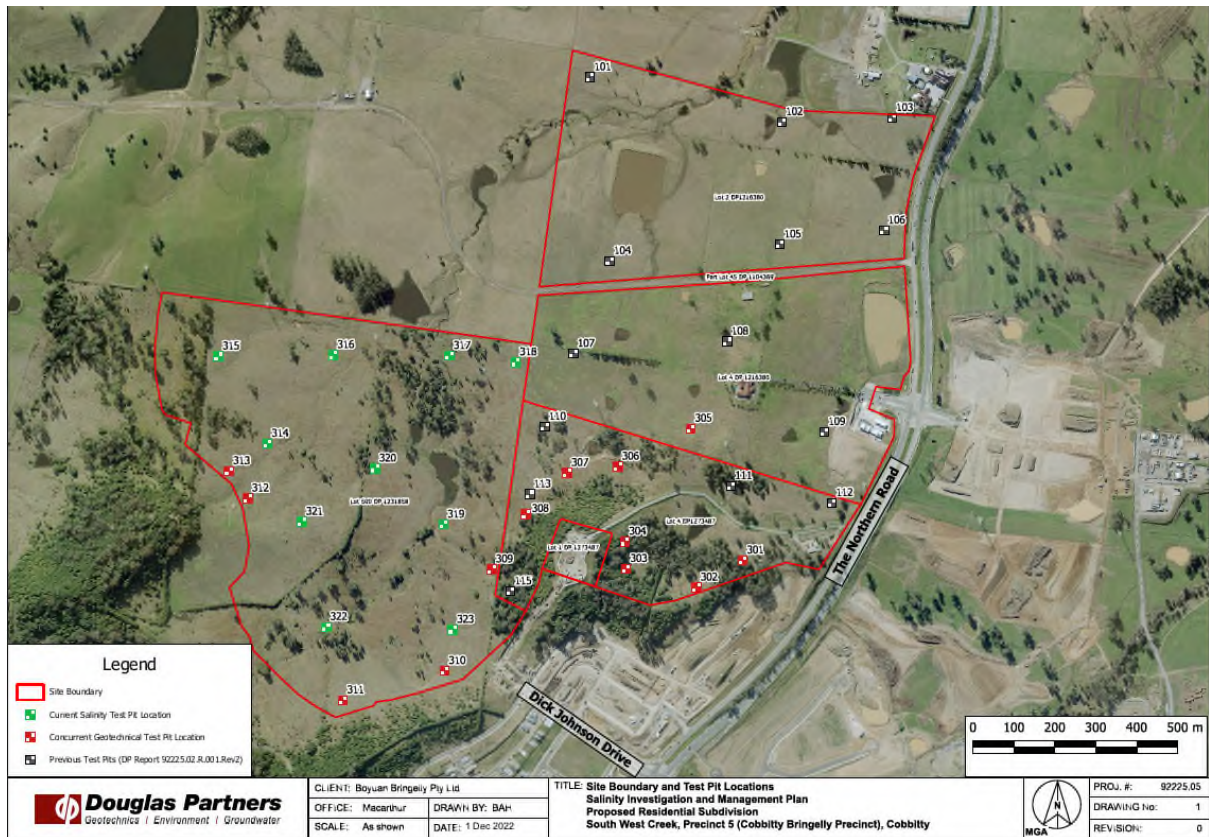 101
102
103
Lot 2 DP1216380
106
105
104
Part Lot 45 DP 1104369
315
316
317
318
107
108
Lot 4 DP 1216380
110
305
109
314
320
313
307
306
111
312
Lot 500 DP 1231858
113
112
321
319
308
Lot 4 DP1273487
304
Lot 1 DP 1273487
309
303
301
115
302
The Northern Road
322
323
310
311
Dick Johnson Drive
Legend
Site Boundary
Current Salinity Test Pit Location
Concurrent Geotechnical Test Pit Location
Previous Test Pits (DP Report 92225.02.R.001.Rev2)
0 100 200 300 400 500 m
Douglas Partners
Geotechnics | Environment | Groundwater
CLIENT: Boyuan Bringelly Pty Ltd
OFFICE: Macarthur
DRAWN BY: BAH
SCALE: As shown
DATE: 1 Dec 2022
TITLE: Site Boundary and Test Pit Locations
Salinity Investigation and Management Plan
Proposed Residential Subdivision
South West Creek, Precinct 5 (Cobbitty Bringelly Precinct), Cobbitty
N
MGA
PROJ. #: 92225.05
DRAWING No: 1
REVISION: 0